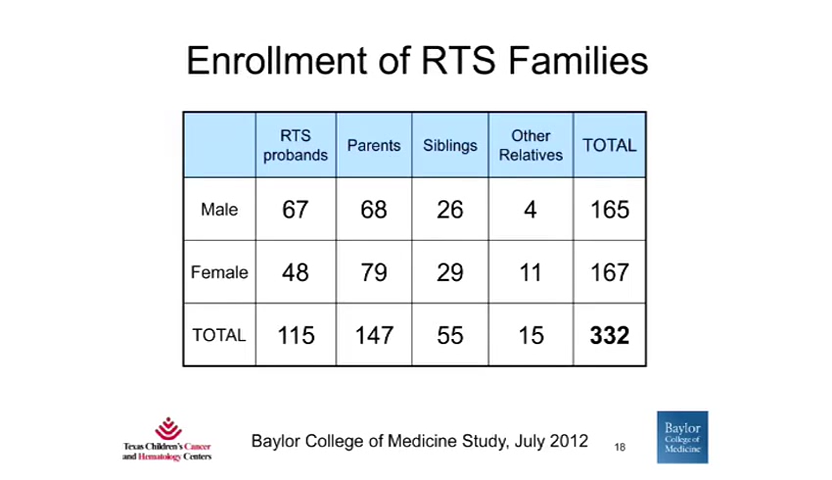 Enrollment of RTS Families
RTS probands Parents Siblings Other Relatives TOTAL
Male 67 68 26 4 165
Female 48 79 29 11 167
TOTAL 115 147 55 15 332
Texas Children's Cancer
and Hematology Centers
Baylor College of Medicine Study, July 2012
18
Baylor
College of
Medicine